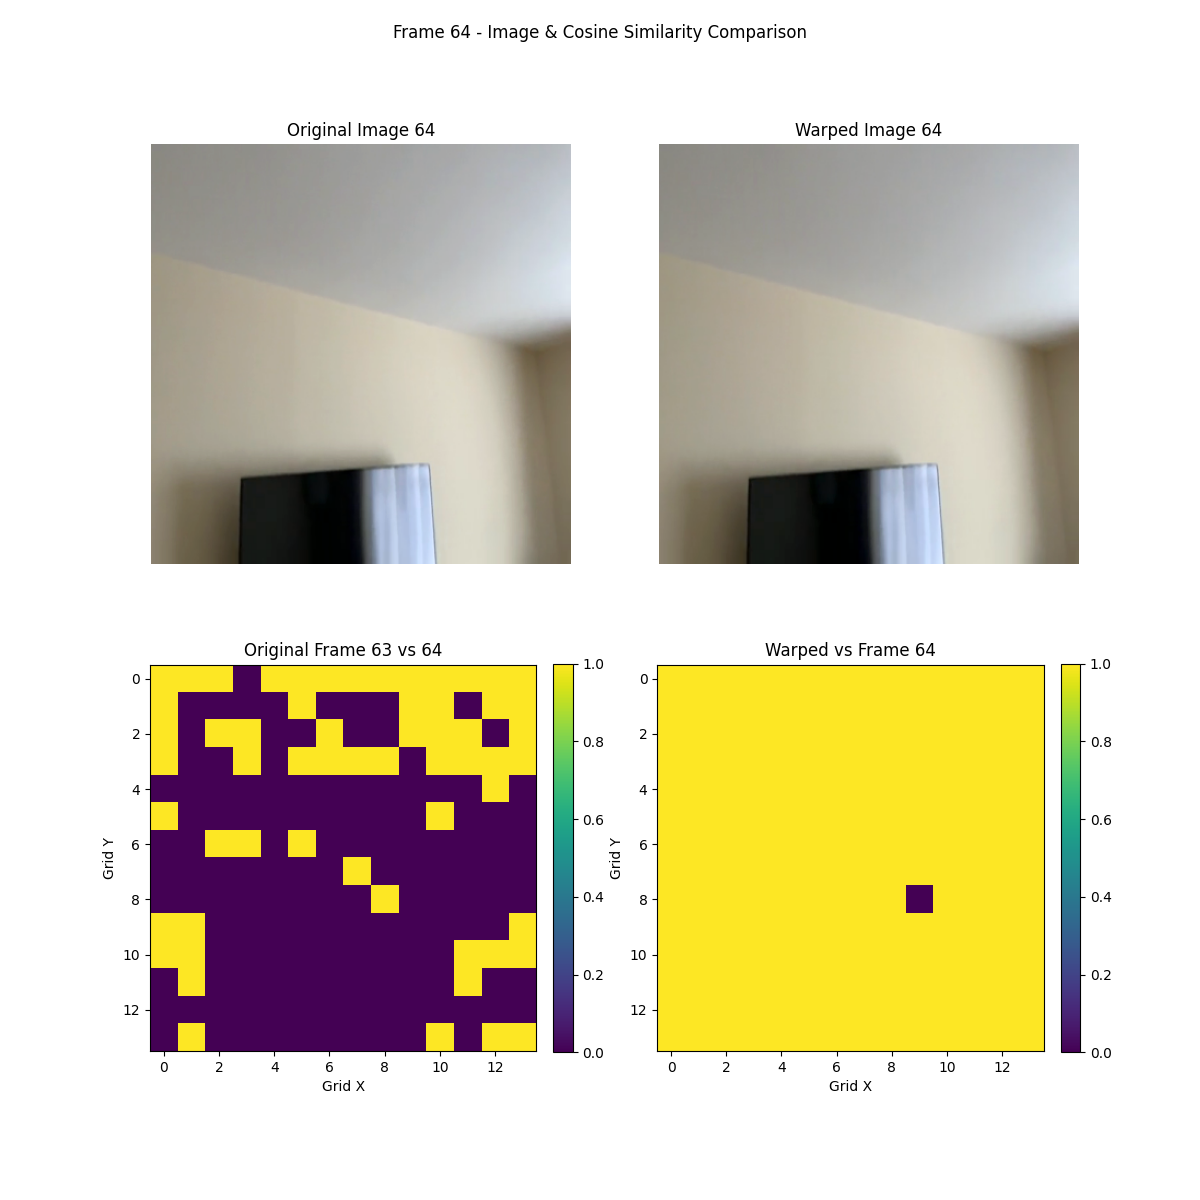 Frame 64 - Image & Cosine Similarity Comparison
Original Image 64
Warped Image 64
Original Frame 63 vs 64
Warped vs Frame 64
0
2
4
6
8
10
12
Grid Y
0 2 4 6 8 10 12
Grid X
1.0
0.8
0.6
0.4
0.2
0.0
0
2
4
6
8
10
12
Grid Y
0 2 4 6 8 10 12
Grid X
1.0
0.8
0.6
0.4
0.2
0.0